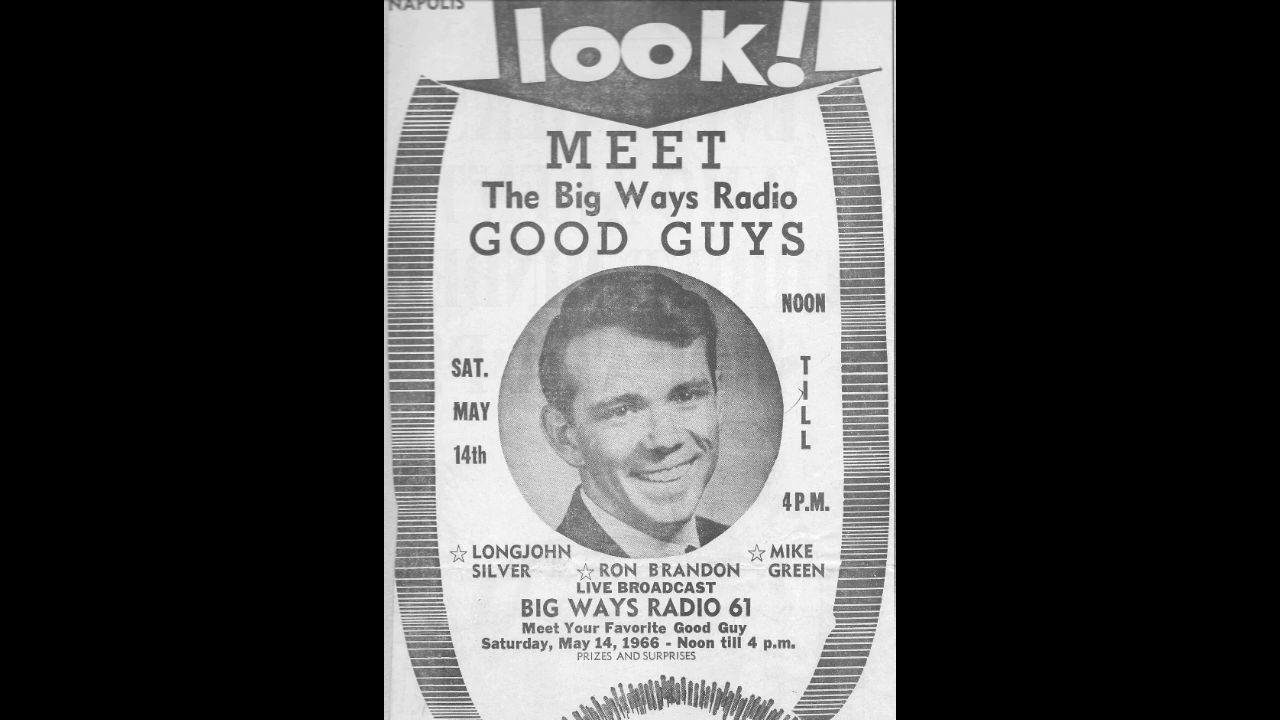 NAPOLIS
look!
MEET
The Big Ways Radio
GOOD GUYS
NOON
TILL
4 P.M.
SAT.
MAY
14th
☆ LONGJOHN SILVER
☆ RON BRANDON
☆ MIKE GREEN
LIVE BROADCAST
BIG WAYS RADIO 61
Meet Your Favorite Good Guy
Saturday, May 14, 1966 - Noon till 4 p.m.
PRIZES AND SURPRISES